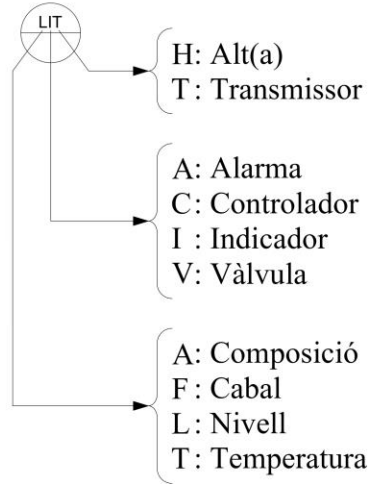 LIT
H: Alt(a)
T: Transmissor
A: Alarma
C: Controlador
I: Indicador
V: Vàlvula
A: Composició
F: Cabal
L: Nivell
T: Temperatura